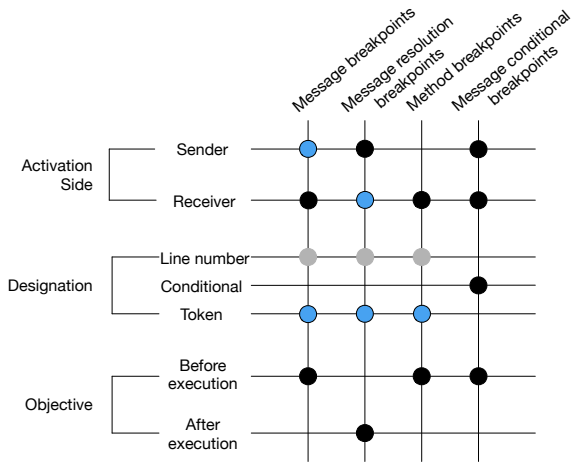 Message breakpoints
Message resolution
breakpoints
Method breakpoints
Message conditional
breakpoints
Activation
Side
Sender
Receiver
Designation
Line number
Conditional
Token
Objective
Before
execution
After
execution